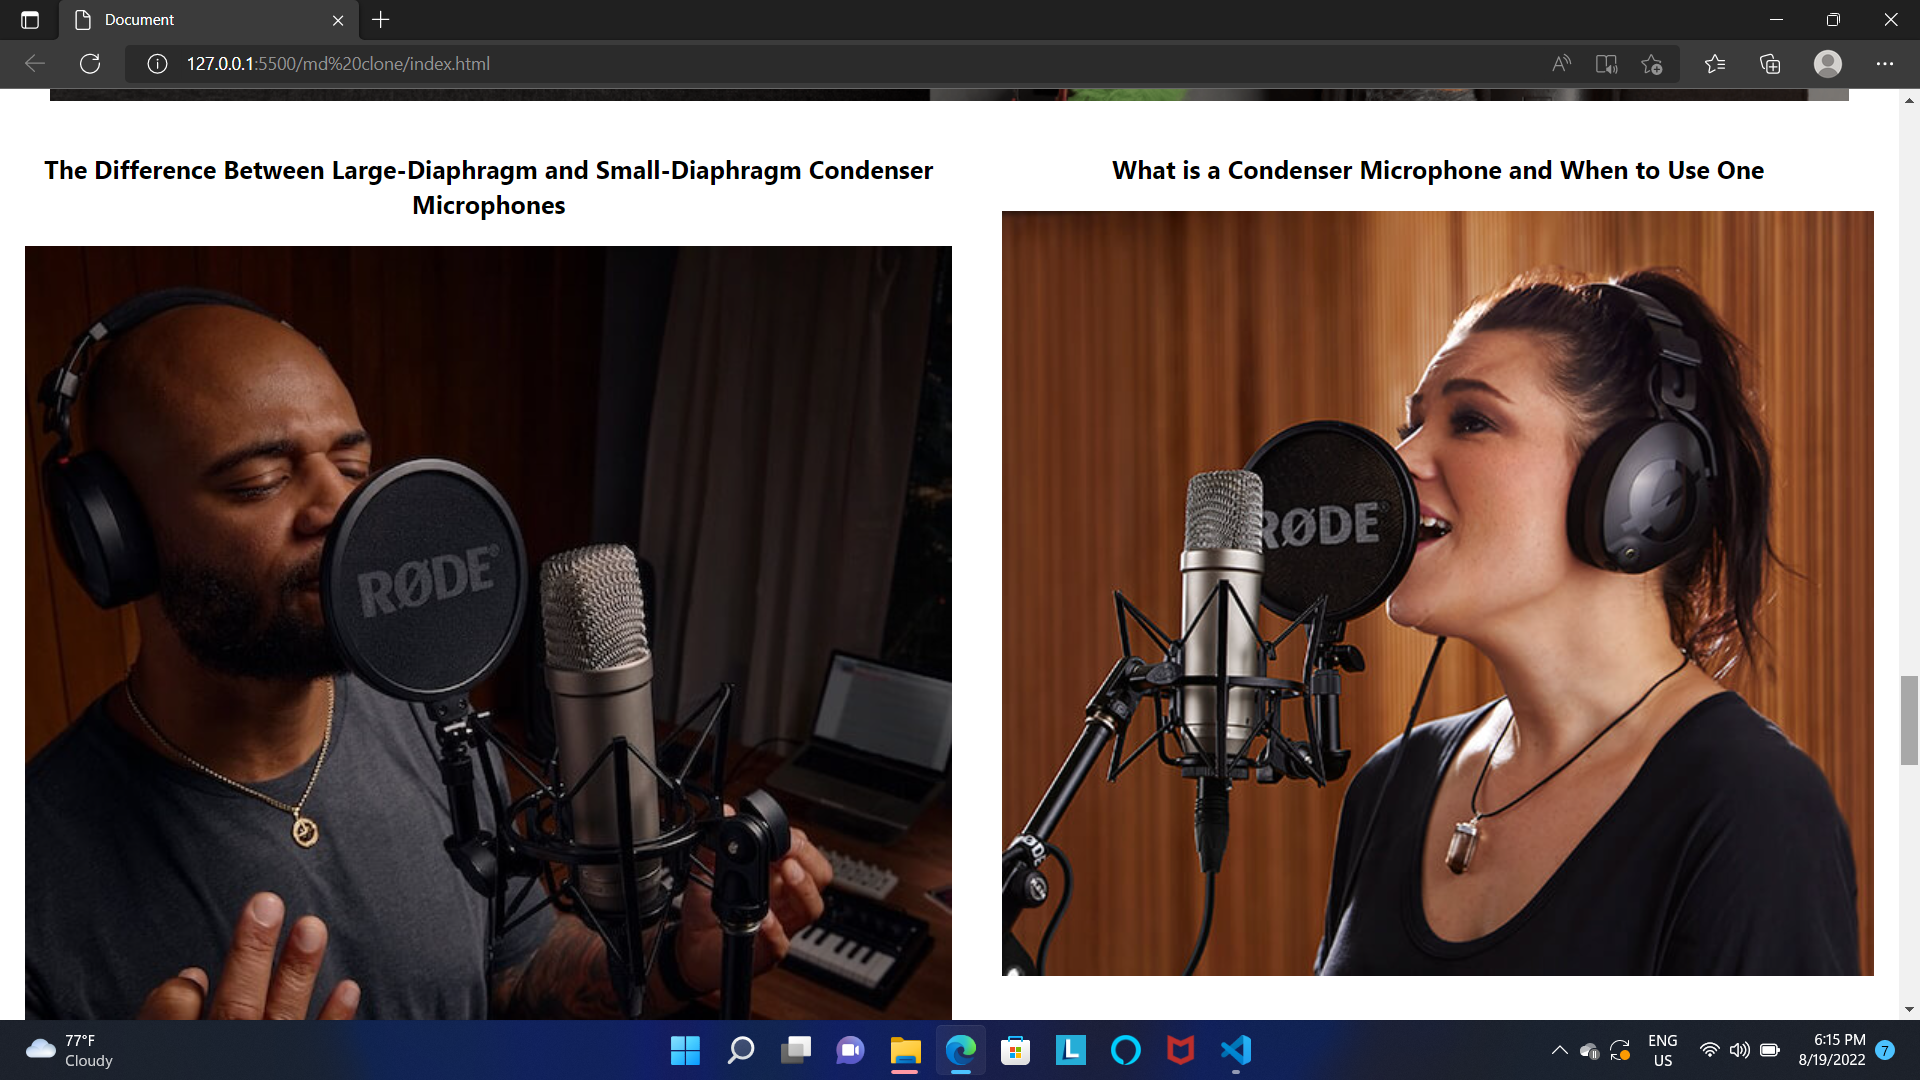 Document
127.0.0.1:5500/md%20clone/index.html
The Difference Between Large-Diaphragm and Small-Diaphragm Condenser
Microphones
What is a Condenser Microphone and When to Use One
RØDE®
RØDE
RØDE
77°F
Cloudy
L
ENG
US
6:15 PM
8/19/2022
7